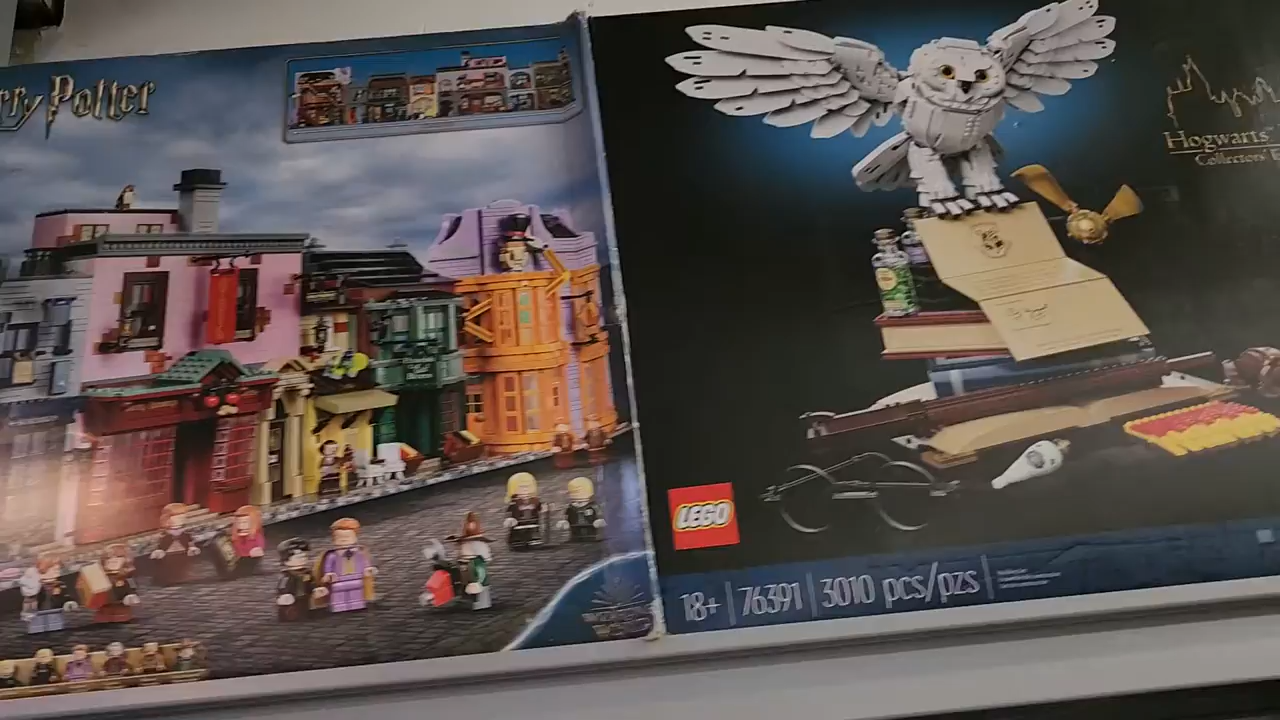 rry Potter
Hogwarts
Collectors' E
LEGO
18+ | 76391 | 3010 pcs/pzs